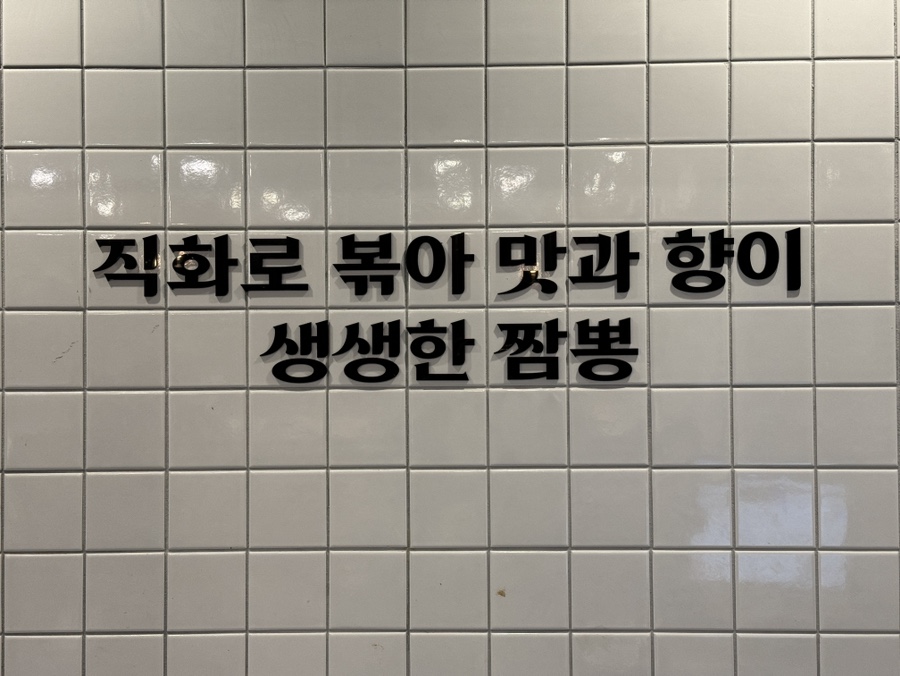 직화로 볶아 맛과 향이
생생한 짬뽕